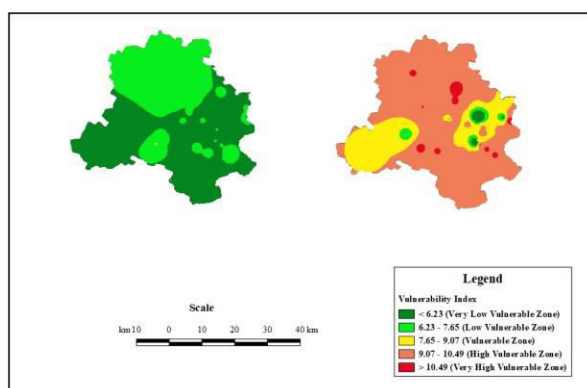 Legend
Vulnerability Index
< 6.23 (Very Low Vulnerable Zone)
6.23 - 7.65 (Low Vulnerable Zone)
7.65 - 9.07 (Vulnerable Zone)
9.07 - 10.49 (High Vulnerable Zone)
> 10.49 (Very High Vulnerable Zone)
Scale
km10 0 10 20 30 40 km